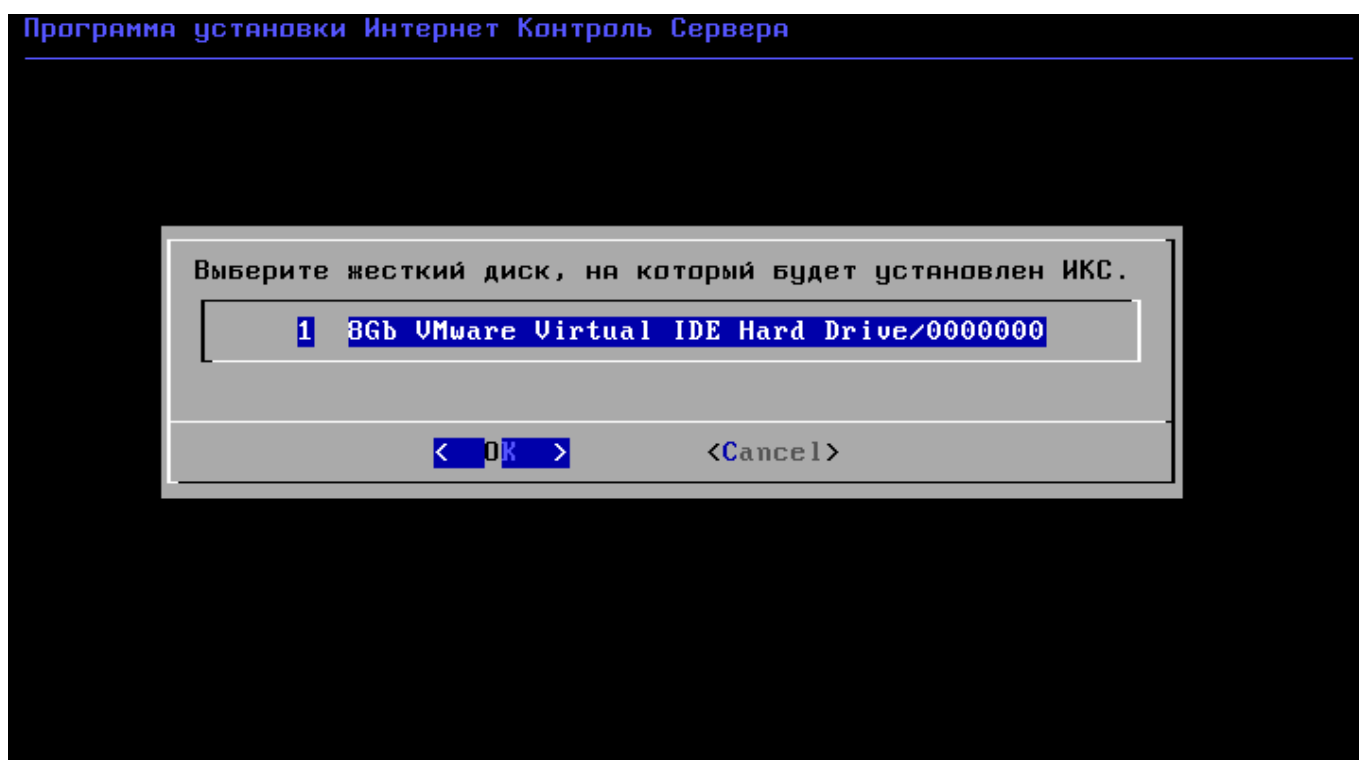 Программа установки Интернет Контроль Сервера
Выберите жесткий диск, на который будет установлен ИКС.
1 8Gb VMware Virtual IDE Hard Drive/0000000
< OK > <Cancel>